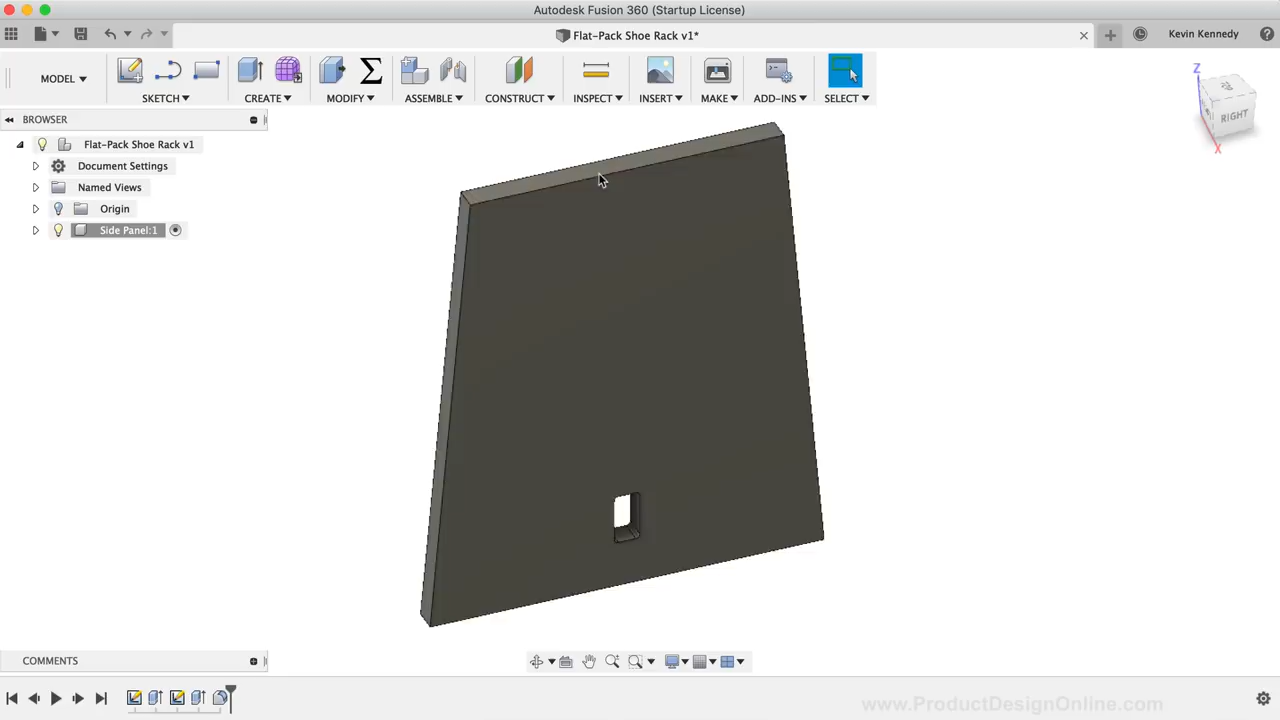 Autodesk Fusion 360 (Startup License)
Flat-Pack Shoe Rack v1*
Kevin Kennedy
MODEL
SKETCH
CREATE
MODIFY
ASSEMBLE
CONSTRUCT
INSPECT
INSERT
MAKE
ADD-INS
SELECT
BROWSER
Flat-Pack Shoe Rack v1
Document Settings
Named Views
Origin
Side Panel:1
Z
TOP
RIGHT
X
COMMENTS
www.ProductDesignOnline.com